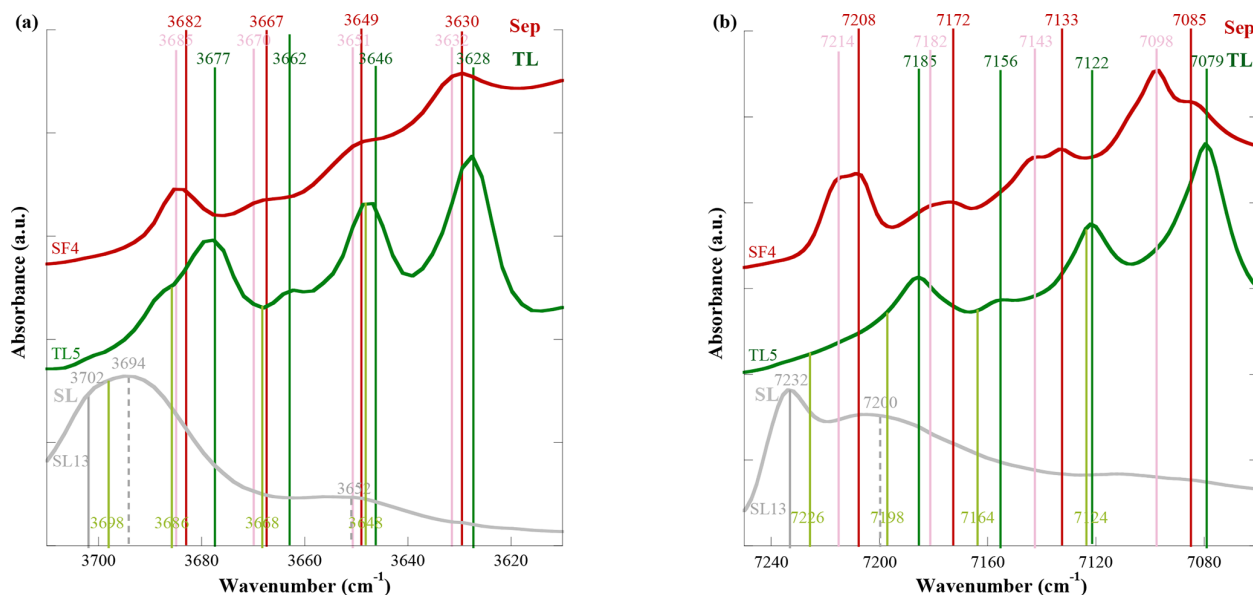 (a)
3682 3667 3649 3630
Sep
3685 3670 3651 3632
3677 3662 3646 3628
TL
SF4
TL5
3702 3694
SL
SL13
3652
3698 3686 3668 3648
3700 3680 3660 3640 3620
Wavenumber (cm-1)
Absorbance (a.u.)
(b)
7208 7172 7133 7085
Sep
7214 7182 7143 7098
7185 7156 7122 7079
TL
SF4
TL5
7232
SL
7200
SL13
7226 7198 7164 7124
7240 7200 7160 7120 7080
Wavenumber (cm-1)
Absorbance (a.u.)